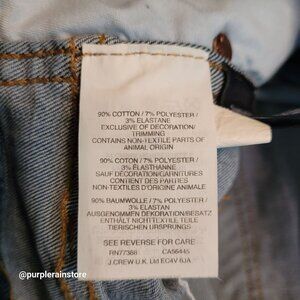 90% COTTON / 7% POLYESTER /
3% ELASTANE
EXCLUSIVE OF DECORATION/
TRIMMING
CONTAINS NON-TEXTILE PARTS OF
ANIMAL ORIGIN
90% COTON / 7% POLYESTER /
3% ÉLASTHANNE
SAUF DÉCORATION/GARNITURES
CONTIENT DES PARTIES
NON-TEXTILES D'ORIGINE ANIMALE
90% BAUMWOLLE / 7% POLYESTER /
3% ELASTAN
AUSGENOMMEN DEKORATION/BESATZ
ENTHÄLT NICHTTEXTILE TEILE
TIERISCHEN URSPRUNGS
SEE REVERSE FOR CARE
RN77388 CA56445
J.CREW U.K. Ltd EC4V 6JA
@purplerainstore